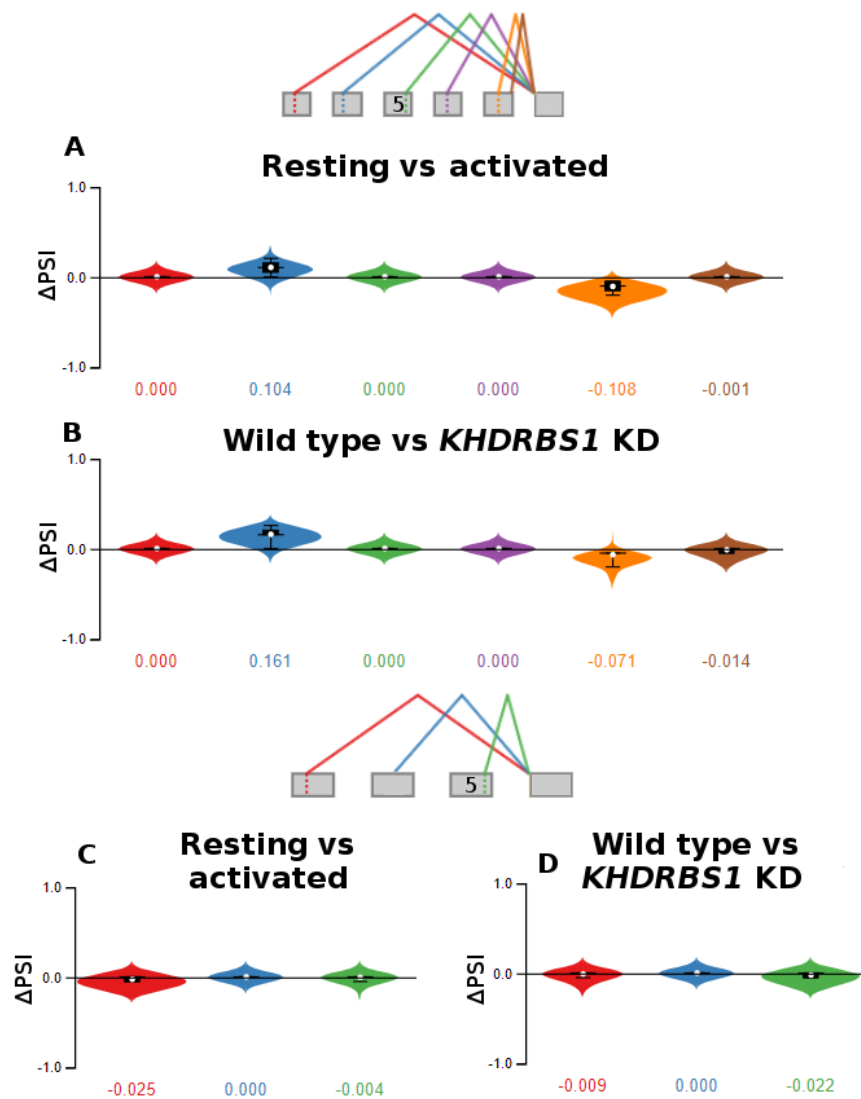 5
A
Resting vs activated
1.0
ΔPSI
0.0
-1.0
0.000 0.104 0.000 0.000 -0.108 -0.001
B
Wild type vs KHDRBS1 KD
1.0
ΔPSI
0.0
-1.0
0.000 0.161 0.000 0.000 -0.071 -0.014
5
C
Resting vs
activated
1.0
ΔPSI
0.0
-1.0
-0.025 0.000 -0.004
D
Wild type vs
KHDRBS1 KD
1.0
ΔPSI
0.0
-1.0
-0.009 0.000 -0.022